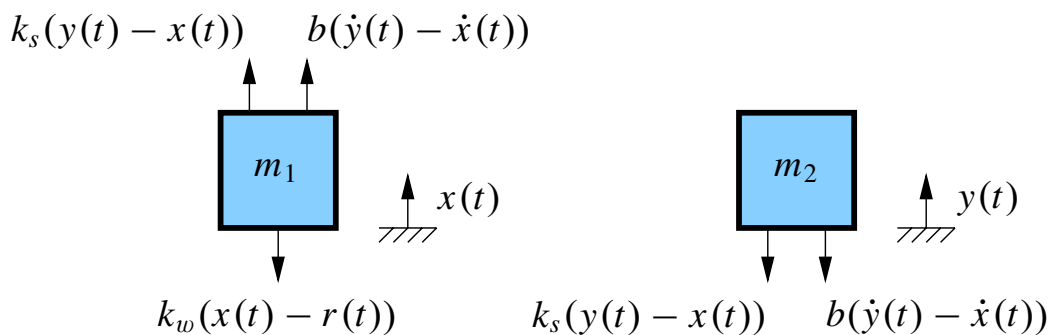 k_s(y(t) − x(t)) b(ẏ(t) − ẋ(t))
m_1 m_2
x(t) y(t)
k_w(x(t) − r(t)) k_s(y(t) − x(t)) b(ẏ(t) − ẋ(t))